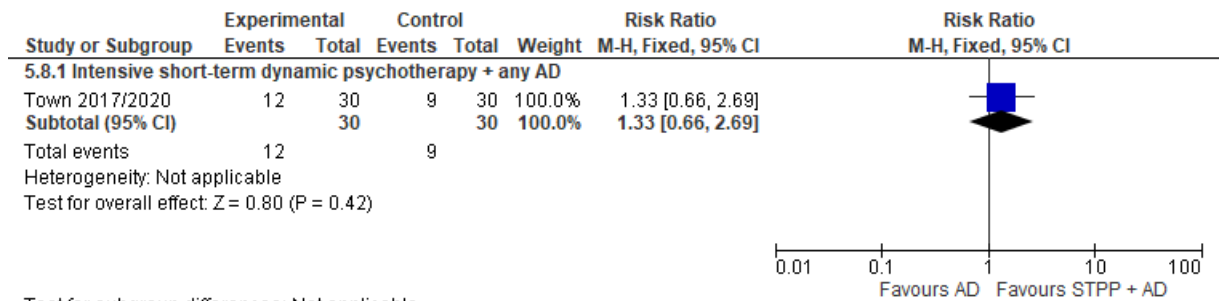 Experimental Control Risk Ratio Risk Ratio
Study or Subgroup Events Total Events Total Weight M-H, Fixed, 95% CI M-H, Fixed, 95% CI
5.8.1 Intensive short-term dynamic psychotherapy + any AD
Town 2017/2020 12 30 9 30 100.0% 1.33 [0.66, 2.69]
Subtotal (95% CI) 30 30 100.0% 1.33 [0.66, 2.69]
Total events 12 9
Heterogeneity: Not applicable
Test for overall effect: Z = 0.80 (P = 0.42)
0.01 0.1 1 10 100
Favours AD Favours STPP + AD